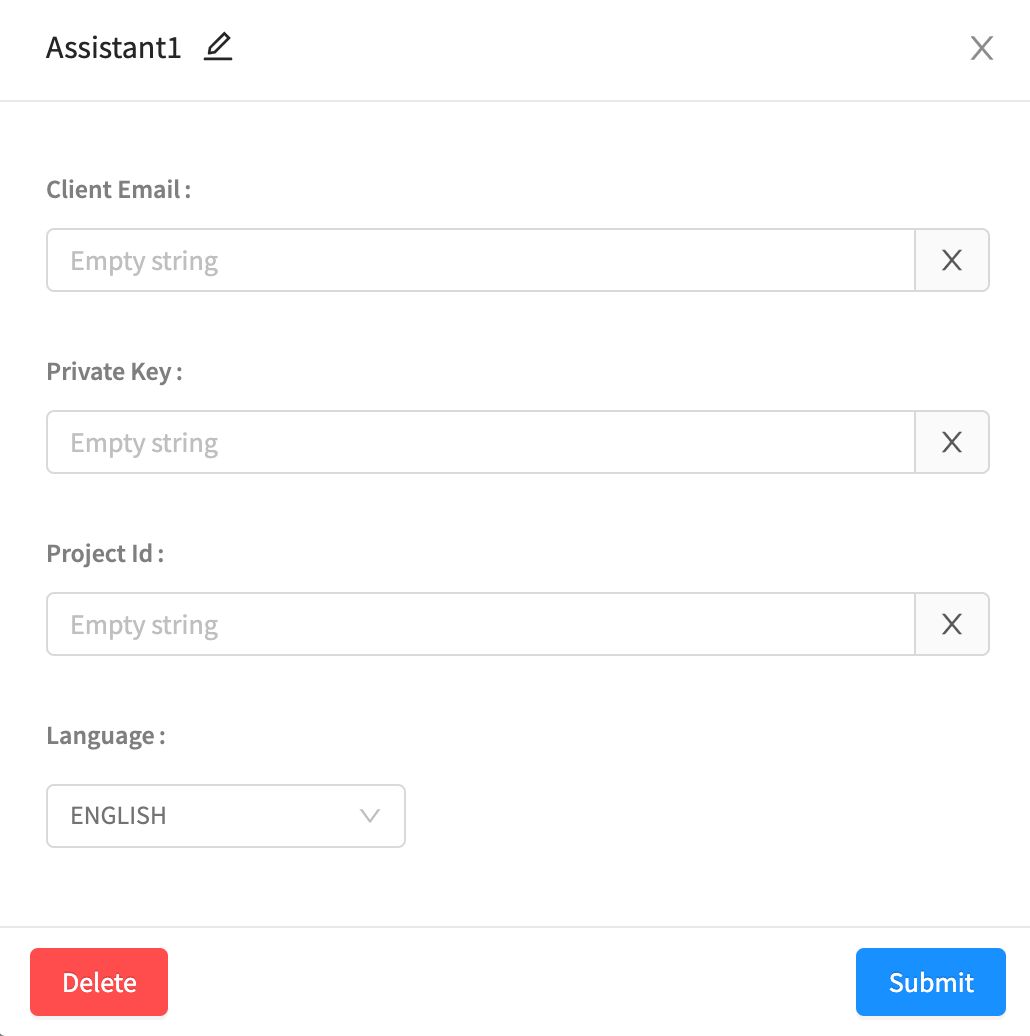 Assistant1
Client Email :
Empty string
Private Key :
Empty string
Project Id :
Empty string
Language :
ENGLISH
Delete Submit